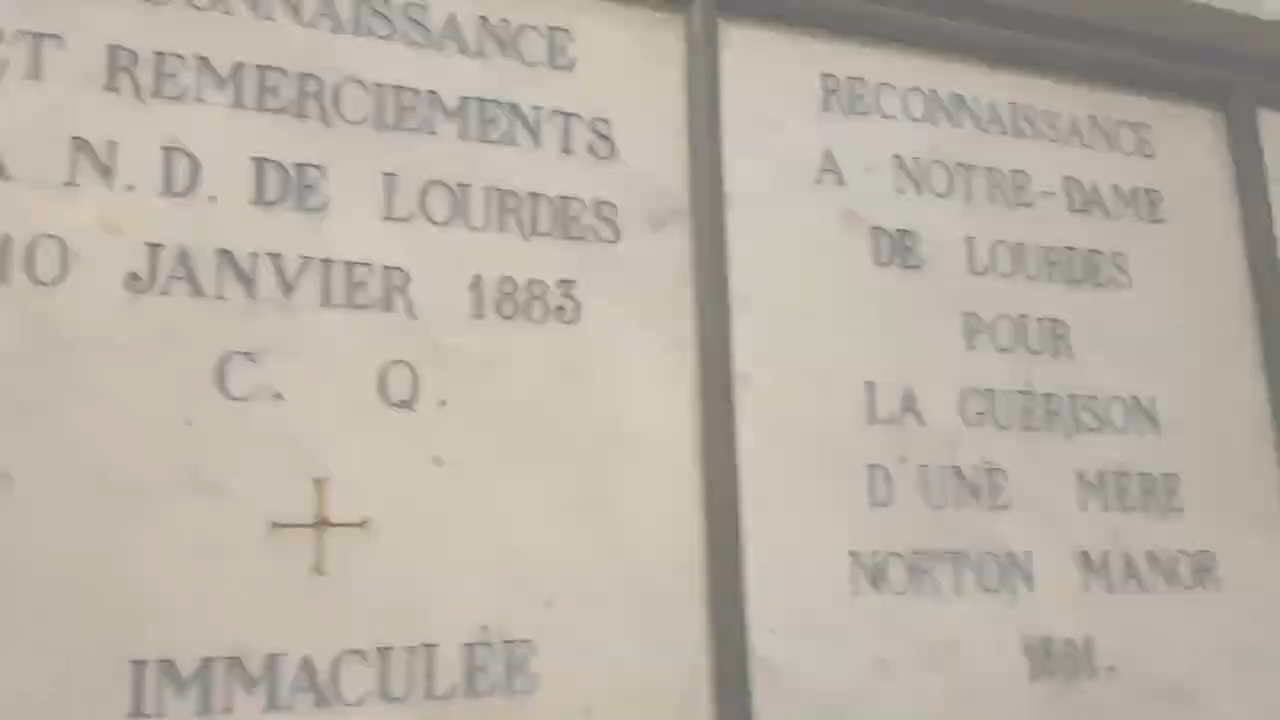 ONNAISSANCE
ET REMERCIEMENTS
A N. D. DE LOURDES
10 JANVIER 1883
C. Q.
IMMACULÉE
RECONNAISSANCE
A NOTRE-DAME
DE LOURDES
POUR
LA GUÉRISON
D'UNE MERE
NORTON MANOR